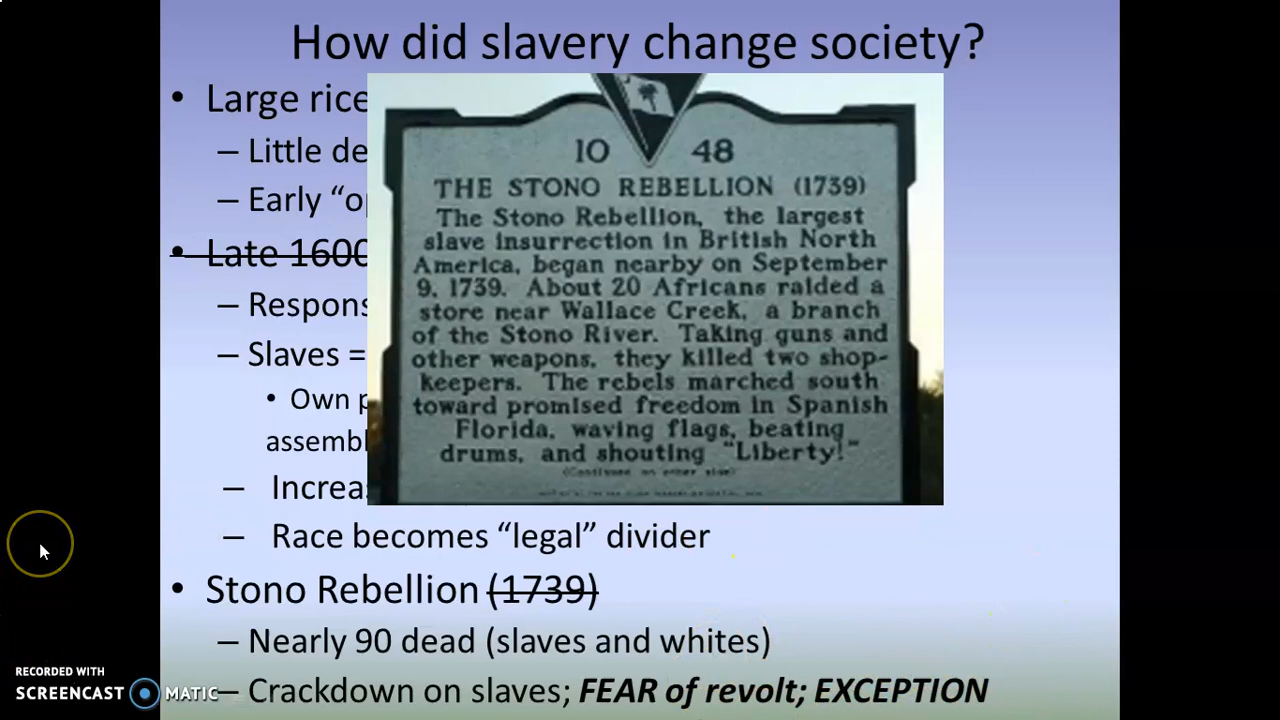 How did slavery change society?
• Large rice
– Little de
– Early “op
• Late 1600
– Respons
– Slaves =
• Own p
assembl
– Increa
– Race becomes “legal” divider
• Stono Rebellion (1739)
– Nearly 90 dead (slaves and whites)
– Crackdown on slaves; FEAR of revolt; EXCEPTION
10 48
THE STONO REBELLION (1739)
The Stono Rebellion, the largest
slave insurrection in British North
America, began nearby on September
9, 1739. About 20 Africans raided a
store near Wallace Creek, a branch
of the Stono River. Taking guns and
other weapons, they killed two shop-
keepers. The rebels marched south
toward promised freedom in Spanish
Florida, waving flags, beating
drums, and shouting “Liberty!”
(Continued on other side)
RECORDED WITH
SCREENCAST MATIC